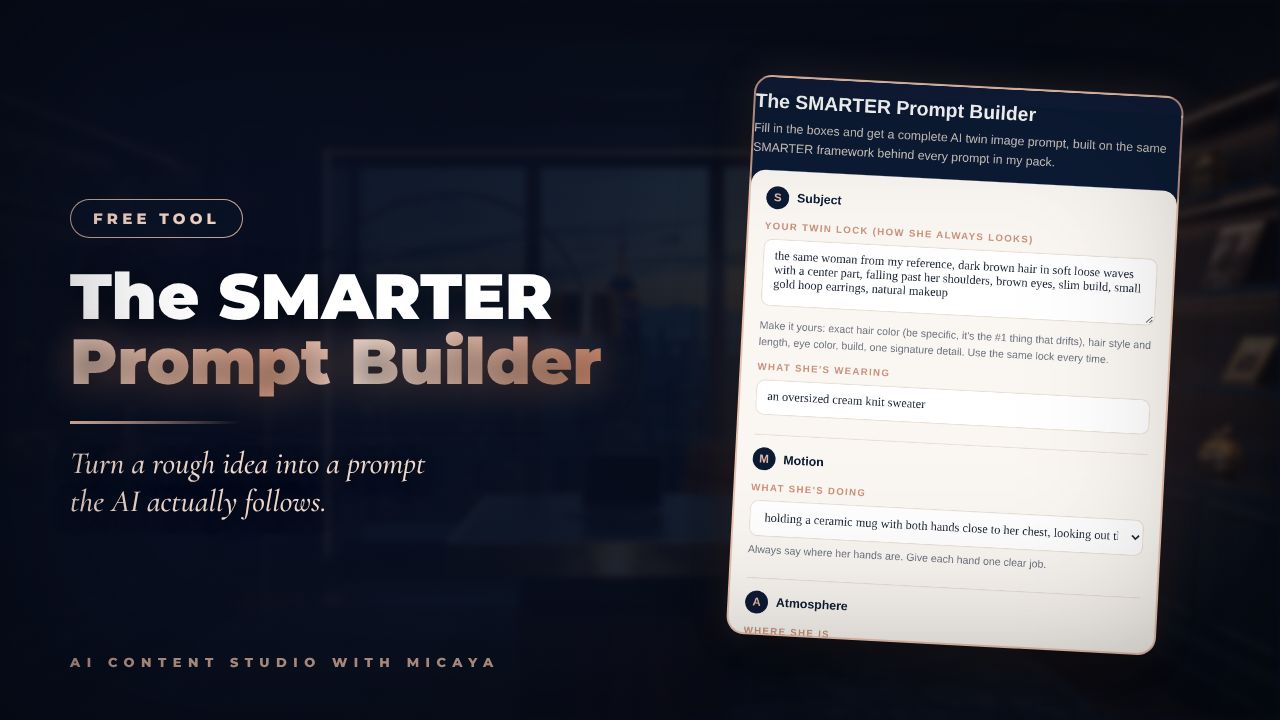 FREE TOOL
The SMARTER
Prompt Builder
Turn a rough idea into a prompt
the AI actually follows.
AI CONTENT STUDIO WITH MICAYA
The SMARTER Prompt Builder
Fill in the boxes and get a complete AI twin image prompt, built on the same
SMARTER framework behind every prompt in my pack.
S Subject
YOUR TWIN LOCK (HOW SHE ALWAYS LOOKS)
the same woman from my reference, dark brown hair in soft loose waves
with a center part, falling past her shoulders, brown eyes, slim build, small
gold hoop earrings, natural makeup
Make it yours: exact hair color (be specific, it's the #1 thing that drifts), hair style and
length, eye color, build, one signature detail. Use the same lock every time.
WHAT SHE'S WEARING
an oversized cream knit sweater
M Motion
WHAT SHE'S DOING
holding a ceramic mug with both hands close to her chest, looking out
Always say where her hands are. Give each hand one clear job.
A Atmosphere
WHERE SHE IS